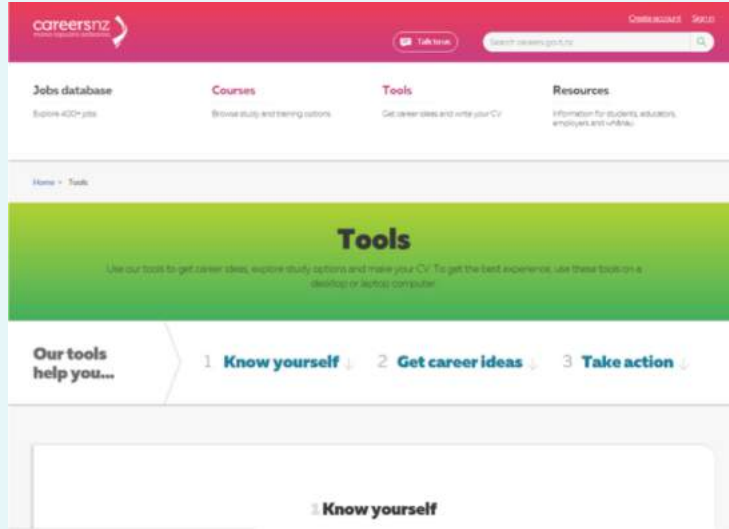 careersnz
Create account Sign in
Talk to us
Search careers.govt.nz
Jobs database
Courses
Tools
Resources
Explore 400+ jobs
Browse study and training options
Get career ideas and write your CV
Information for students, educators,
employers and whānau
Home > Tools
Tools
Use our tools to get career ideas, explore study options and make your CV. To get the best experience, use these tools on a
desktop or laptop computer.
Our tools
help you...
1 Know yourself ↓
2 Get career ideas ↓
3 Take action ↓
1 Know yourself